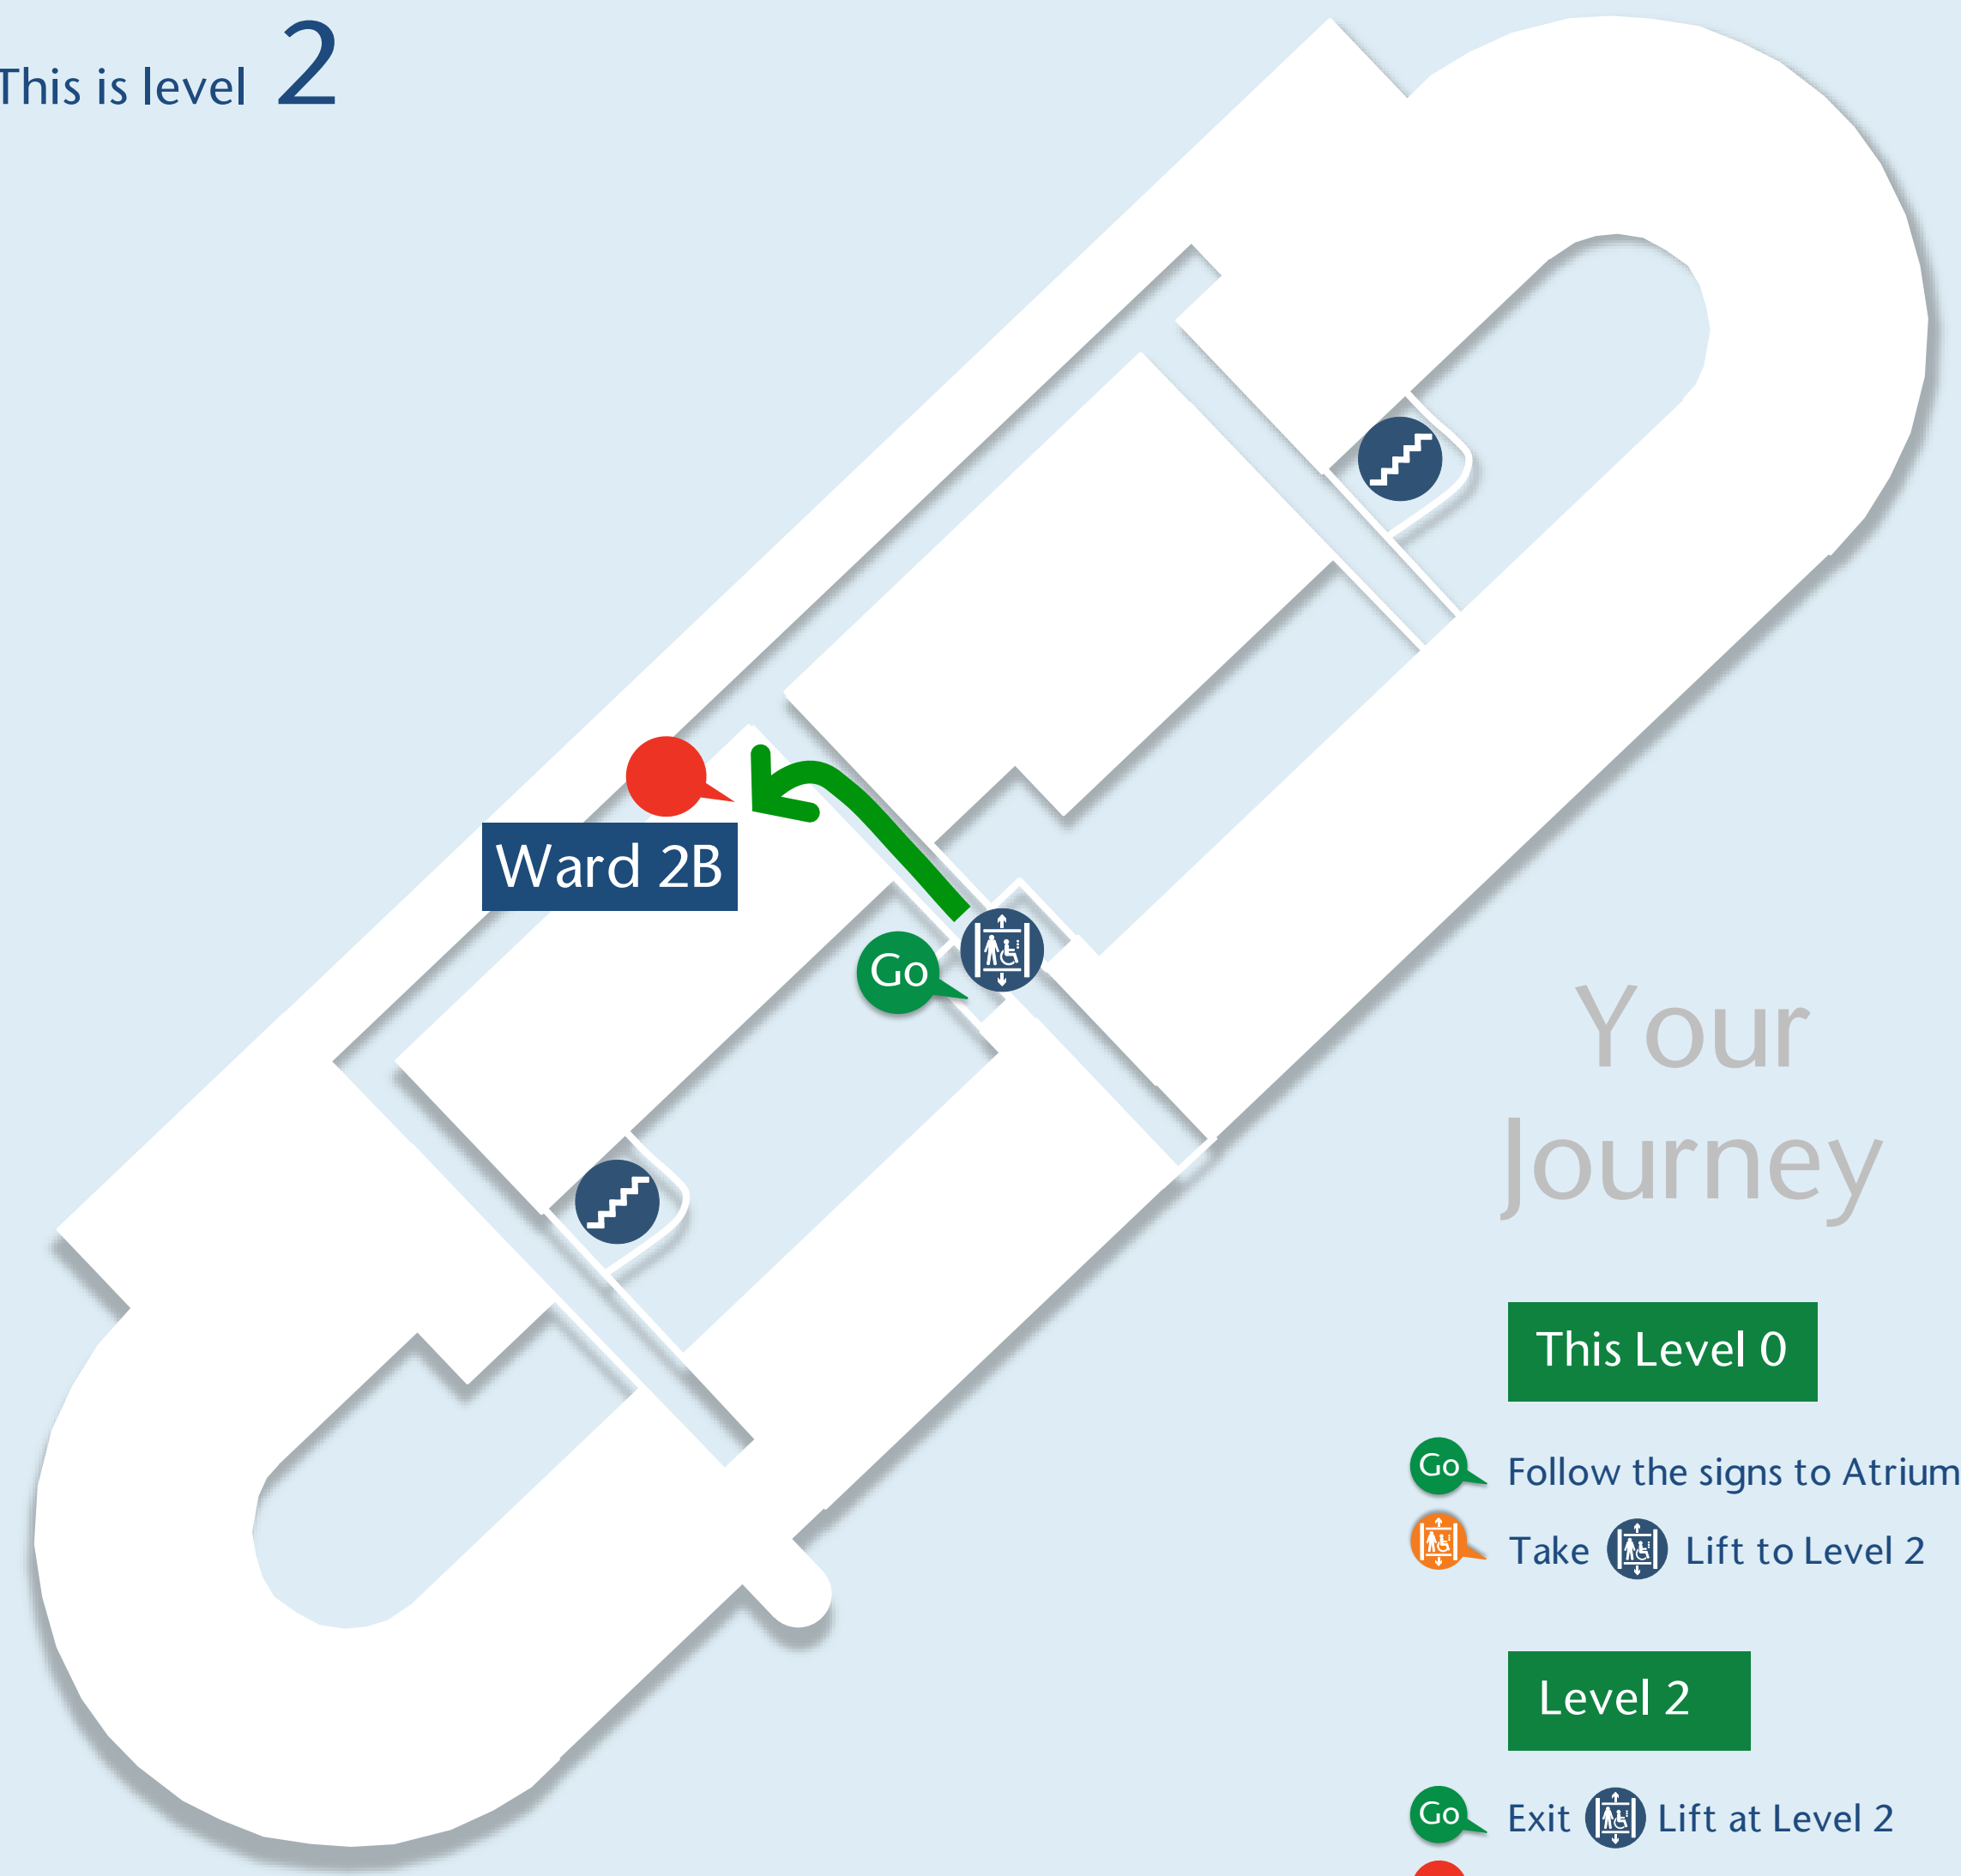 This is level 2
Ward 2B
Go
Your
Journey
This Level 0
Go Follow the signs to Atrium
Take Lift to Level 2
Level 2
Go Exit Lift at Level 2